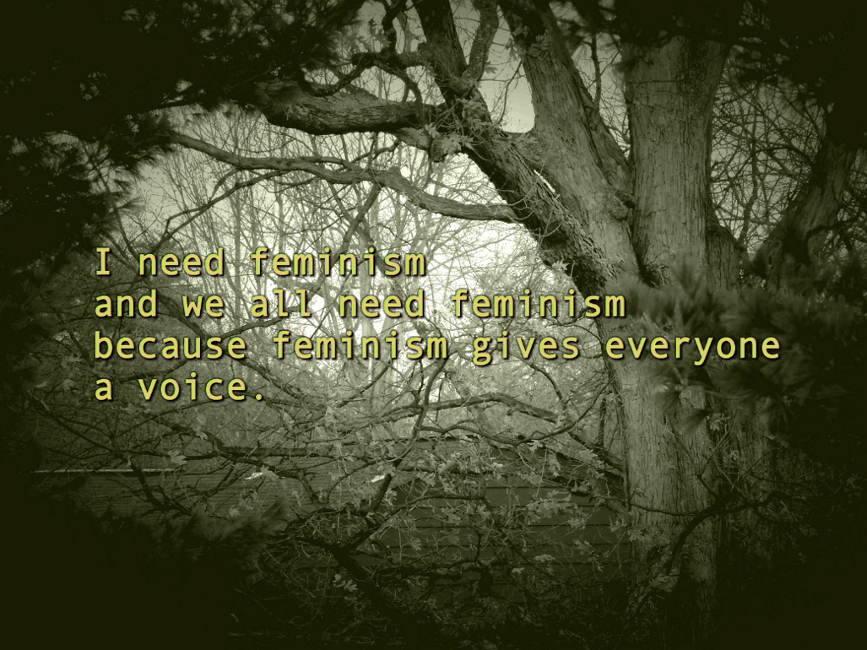 I need feminism
and we all need feminism
because feminism gives everyone
a voice.